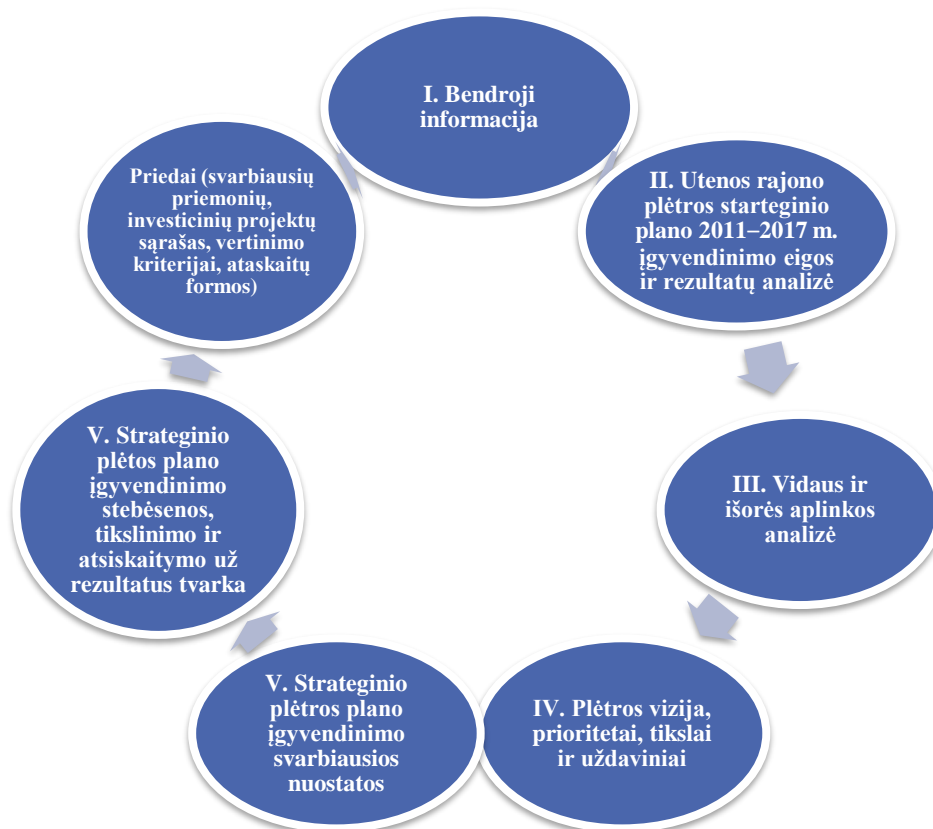 I. Bendroji
informacija
II. Utenos rajono
plėtros starteginio
plano 2011–2017 m.
įgyvendinimo eigos
ir rezultatų analizė
III. Vidaus ir
išorės aplinkos
analizė
IV. Plėtros vizija,
prioritetai, tikslai
ir uždaviniai
V. Strateginio
plėtros plano
įgyvendinimo
svarbiausios
nuostatos
V. Strateginio
plėtos plano
įgyvendinimo
stebėsenos,
tikslinimo ir
atsiskaitymo už
rezultatus tvarka
Priedai (svarbiausių
priemonių,
investicinių projektų
sąrašas, vertinimo
kriterijai, ataskaitų
formos)